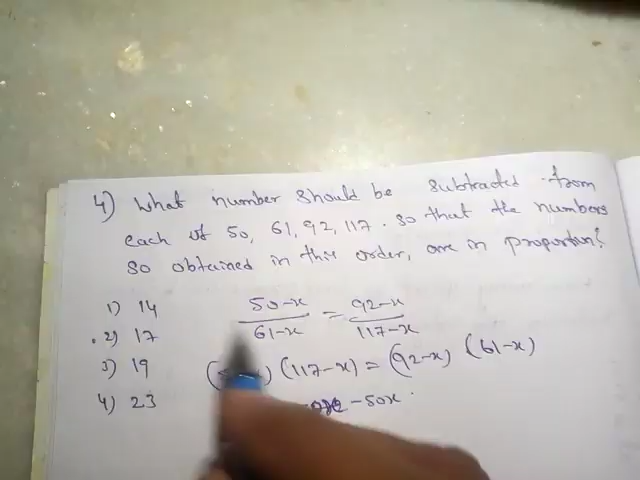 4) What number should be subtracted from
each of 50, 61, 92, 117. so that the numbers
so obtained in this order, are in proportion?
1) 14
2) 17
3) 19
4) 23
50-x / 61-x = 92-x / 117-x
(117-x) = (92-x) (61-x)
-50x